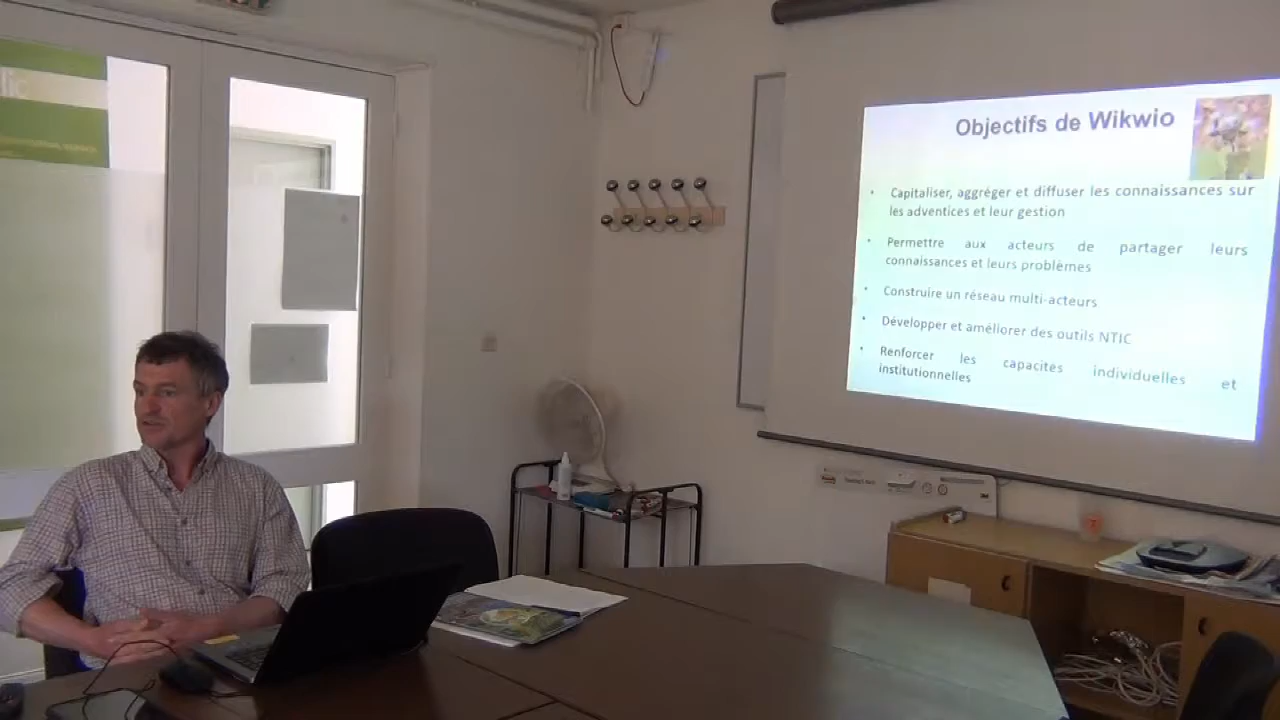 lic
Objectifs de Wikwio
• Capitaliser, aggréger et diffuser les connaissances sur
les adventices et leur gestion
• Permettre aux acteurs de partager leurs
connaissances et leurs problèmes
• Construire un réseau multi-acteurs
• Développer et améliorer des outils NTIC
• Renforcer les capacités individuelles et
institutionnelles